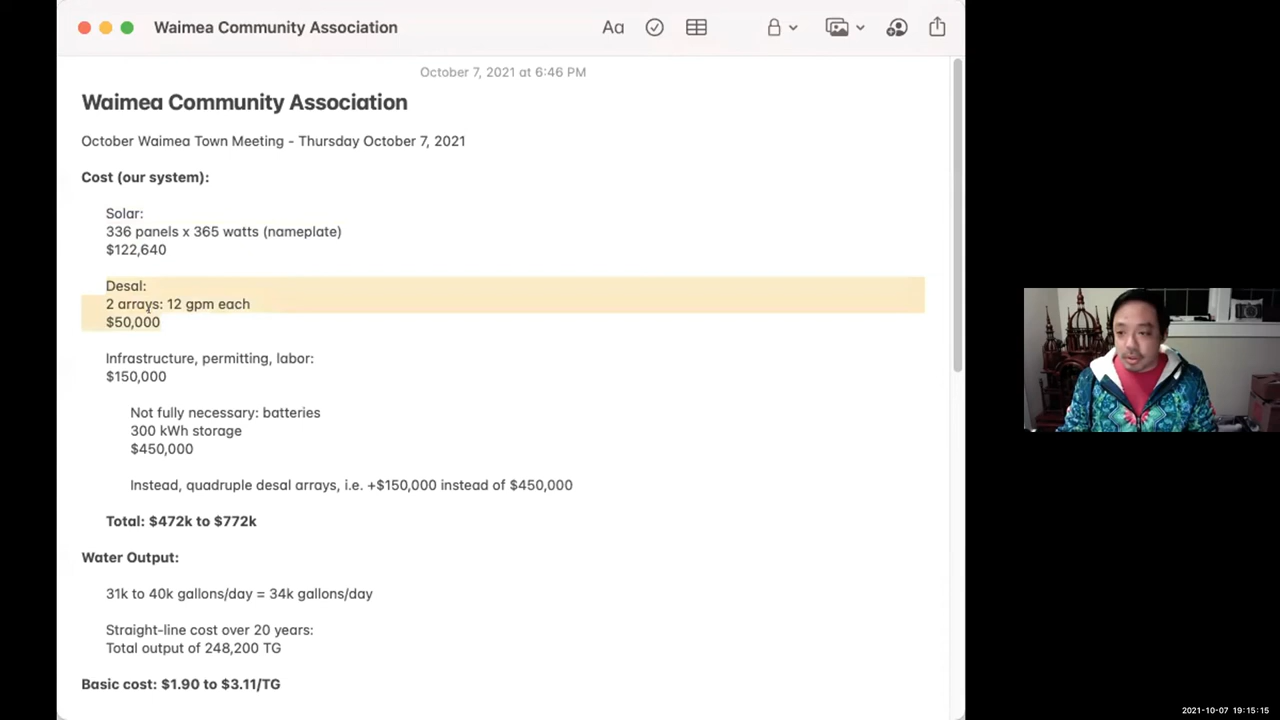 Waimea Community Association
Aa
October 7, 2021 at 6:46 PM
Waimea Community Association
October Waimea Town Meeting - Thursday October 7, 2021
Cost (our system):
Solar:
336 panels x 365 watts (nameplate)
$122,640
Desal:
2 arrays: 12 gpm each
$50,000
Infrastructure, permitting, labor:
$150,000
Not fully necessary: batteries
300 kWh storage
$450,000
Instead, quadruple desal arrays, i.e. +$150,000 instead of $450,000
Total: $472k to $772k
Water Output:
31k to 40k gallons/day = 34k gallons/day
Straight-line cost over 20 years:
Total output of 248,200 TG
Basic cost: $1.90 to $3.11/TG
2021-10-07 19:15:15